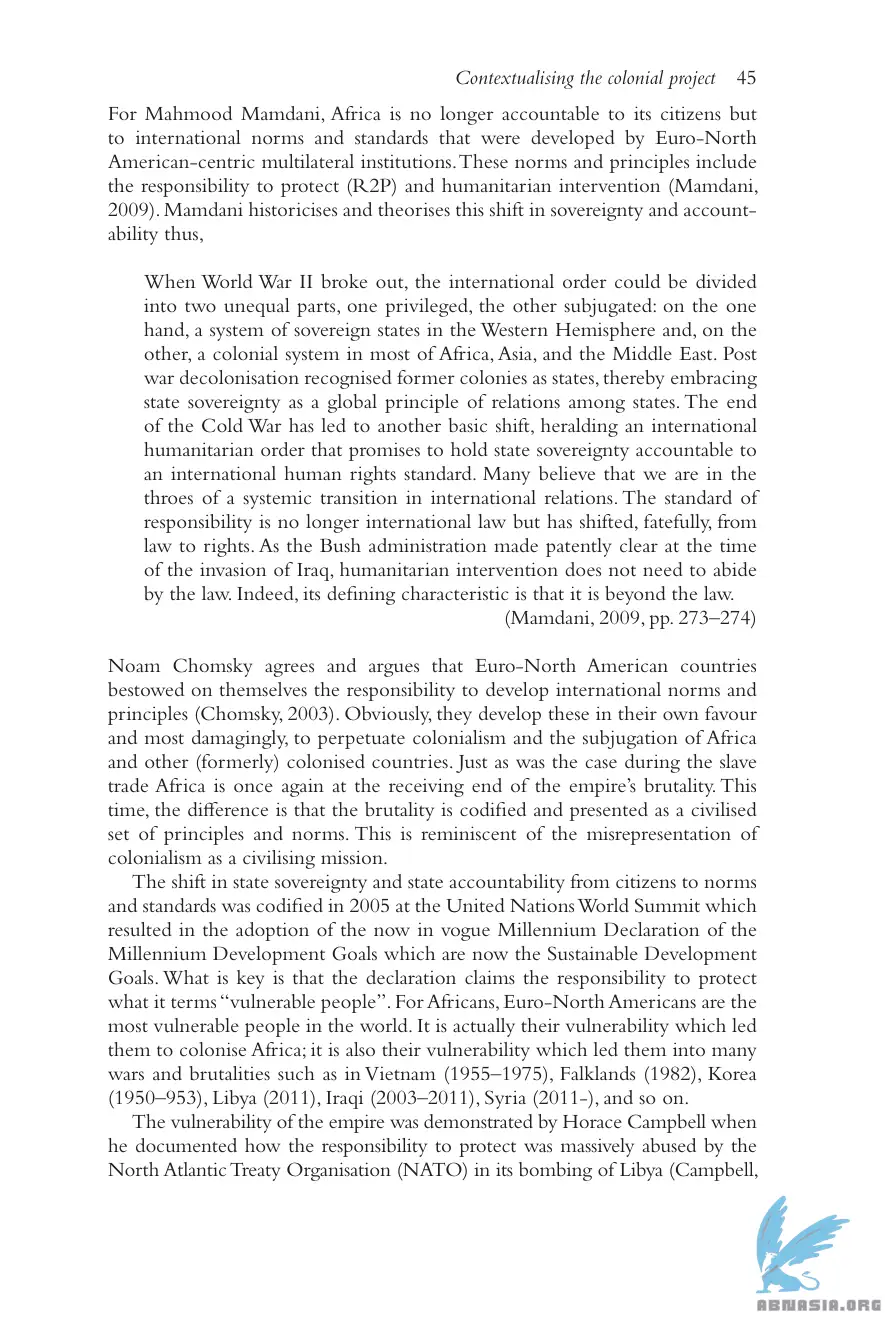 Contextualising the colonial project 45
For Mahmood Mamdani, Africa is no longer accountable to its citizens but
to international norms and standards that were developed by Euro-North
American-centric multilateral institutions. These norms and principles include
the responsibility to protect (R2P) and humanitarian intervention (Mamdani,
2009). Mamdani historicises and theorises this shift in sovereignty and account-
ability thus,
When World War II broke out, the international order could be divided
into two unequal parts, one privileged, the other subjugated: on the one
hand, a system of sovereign states in the Western Hemisphere and, on the
other, a colonial system in most of Africa, Asia, and the Middle East. Post
war decolonisation recognised former colonies as states, thereby embracing
state sovereignty as a global principle of relations among states. The end
of the Cold War has led to another basic shift, heralding an international
humanitarian order that promises to hold state sovereignty accountable to
an international human rights standard. Many believe that we are in the
throes of a systemic transition in international relations. The standard of
responsibility is no longer international law but has shifted, fatefully, from
law to rights. As the Bush administration made patently clear at the time
of the invasion of Iraq, humanitarian intervention does not need to abide
by the law. Indeed, its defining characteristic is that it is beyond the law.
(Mamdani, 2009, pp. 273–274)
Noam Chomsky agrees and argues that Euro-North American countries
bestowed on themselves the responsibility to develop international norms and
principles (Chomsky, 2003). Obviously, they develop these in their own favour
and most damagingly, to perpetuate colonialism and the subjugation of Africa
and other (formerly) colonised countries. Just as was the case during the slave
trade Africa is once again at the receiving end of the empire's brutality. This
time, the difference is that the brutality is codified and presented as a civilised
set of principles and norms. This is reminiscent of the misrepresentation of
colonialism as a civilising mission.
The shift in state sovereignty and state accountability from citizens to norms
and standards was codified in 2005 at the United Nations World Summit which
resulted in the adoption of the now in vogue Millennium Declaration of the
Millennium Development Goals which are now the Sustainable Development
Goals. What is key is that the declaration claims the responsibility to protect
what it terms “vulnerable people”. For Africans, Euro-North Americans are the
most vulnerable people in the world. It is actually their vulnerability which led
them to colonise Africa; it is also their vulnerability which led them into many
wars and brutalities such as in Vietnam (1955–1975), Falklands (1982), Korea
(1950–953), Libya (2011), Iraqi (2003–2011), Syria (2011-), and so on.
The vulnerability of the empire was demonstrated by Horace Campbell when
he documented how the responsibility to protect was massively abused by the
North Atlantic Treaty Organisation (NATO) in its bombing of Libya (Campbell,
ABNASIA.ORG